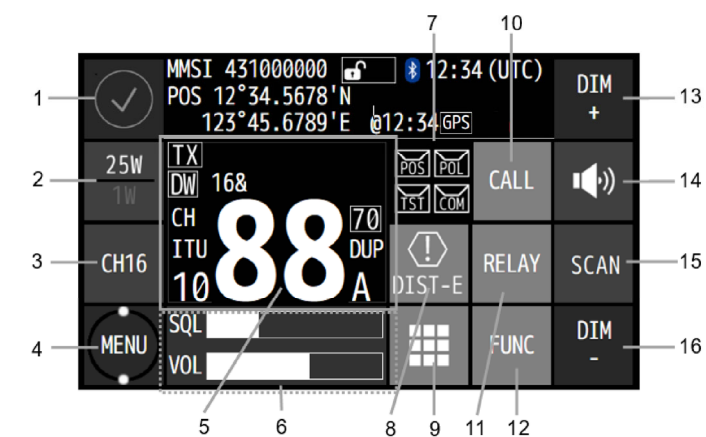 7
10
MMSI 431000000 12:34 (UTC)
POS 12°34.5678'N
123°45.6789'E @12:34 GPS
DIM
+
1
13
25W
1W
2
TX
DW 16&
CH
ITU
10
88
70
DUP
A
POS POL
TST COM
CALL
14
3
CH16
DIST-E
RELAY
SCAN
15
4
MENU
SQL
VOL
FUNC
DIM
-
16
5
6
8
9
11
12